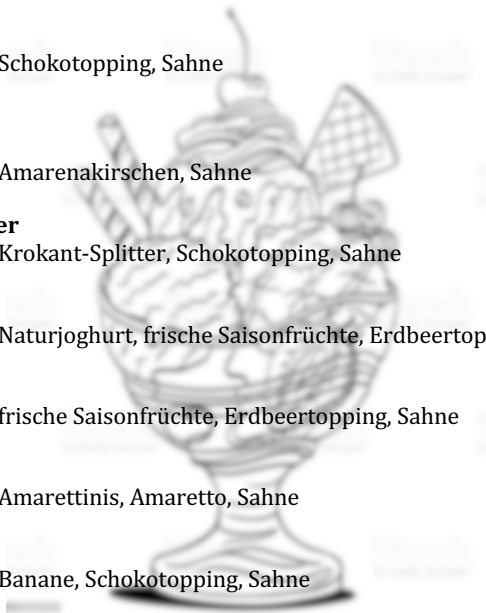 Schokotopping, Sahne
Amarenakirschen, Sahne
er
Krokant-Splitter, Schokotopping, Sahne
Naturjoghurt, frische Saisonfrüchte, Erdbeertop
frische Saisonfrüchte, Erdbeertopping, Sahne
Amarettinis, Amaretto, Sahne
Banane, Schokotopping, Sahne